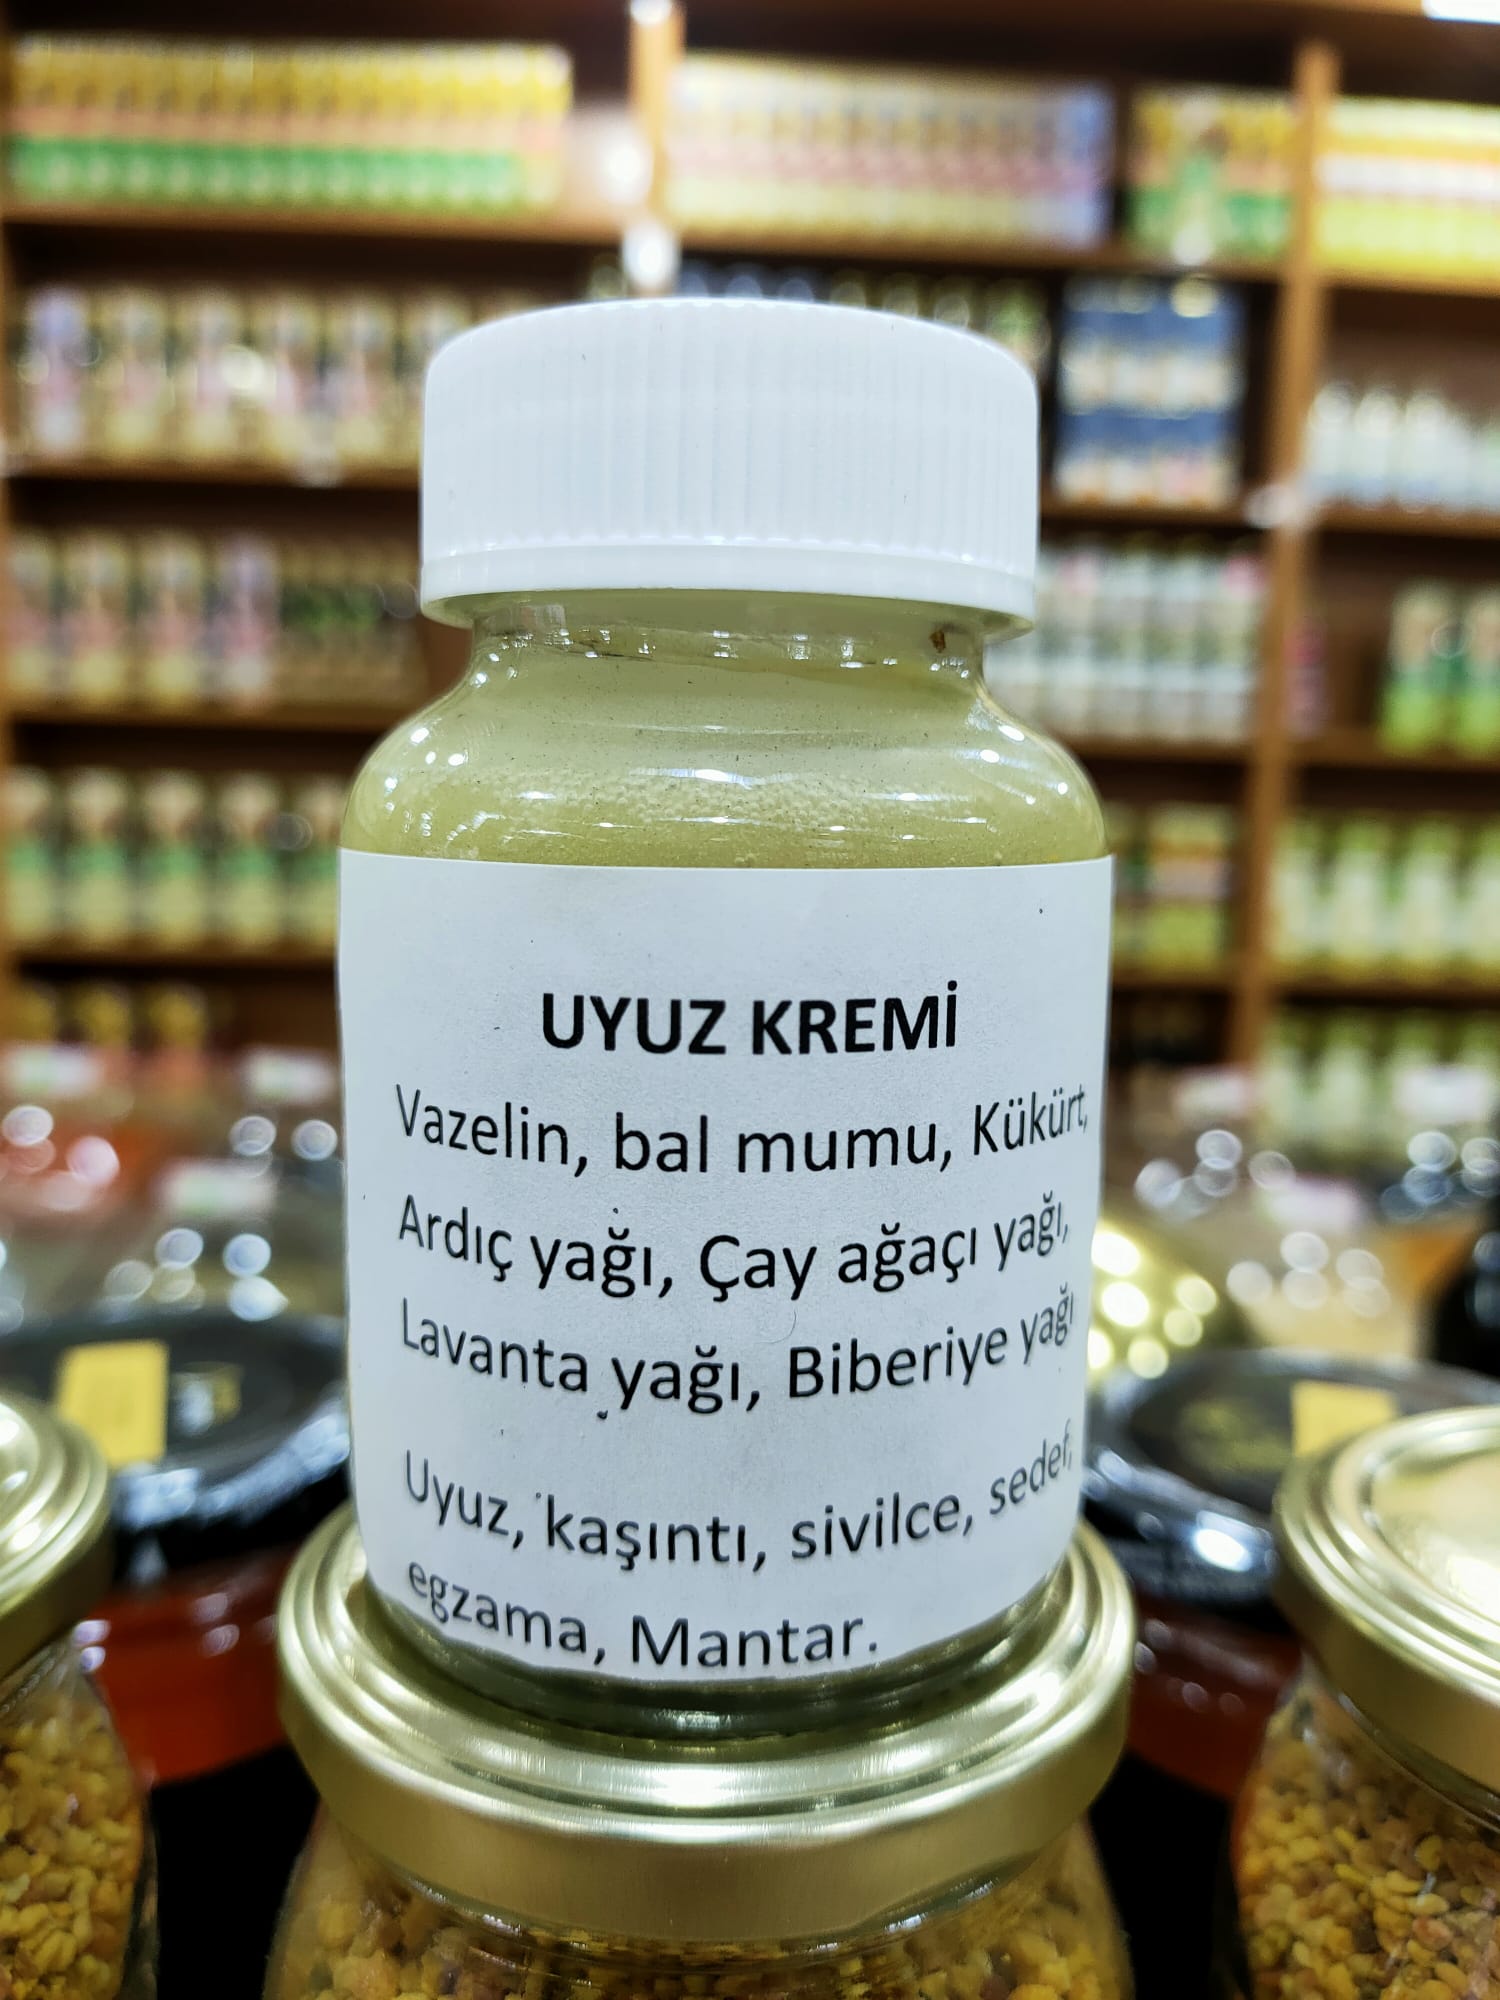 UYUZ KREMİ
Vazelin, bal mumu, Kükürt,
Ardıç yağı, Çay ağaçı yağı,
Lavanta yağı, Biberiye yağı
Uyuz, kaşıntı, sivilce, sedef,
egzama, Mantar.